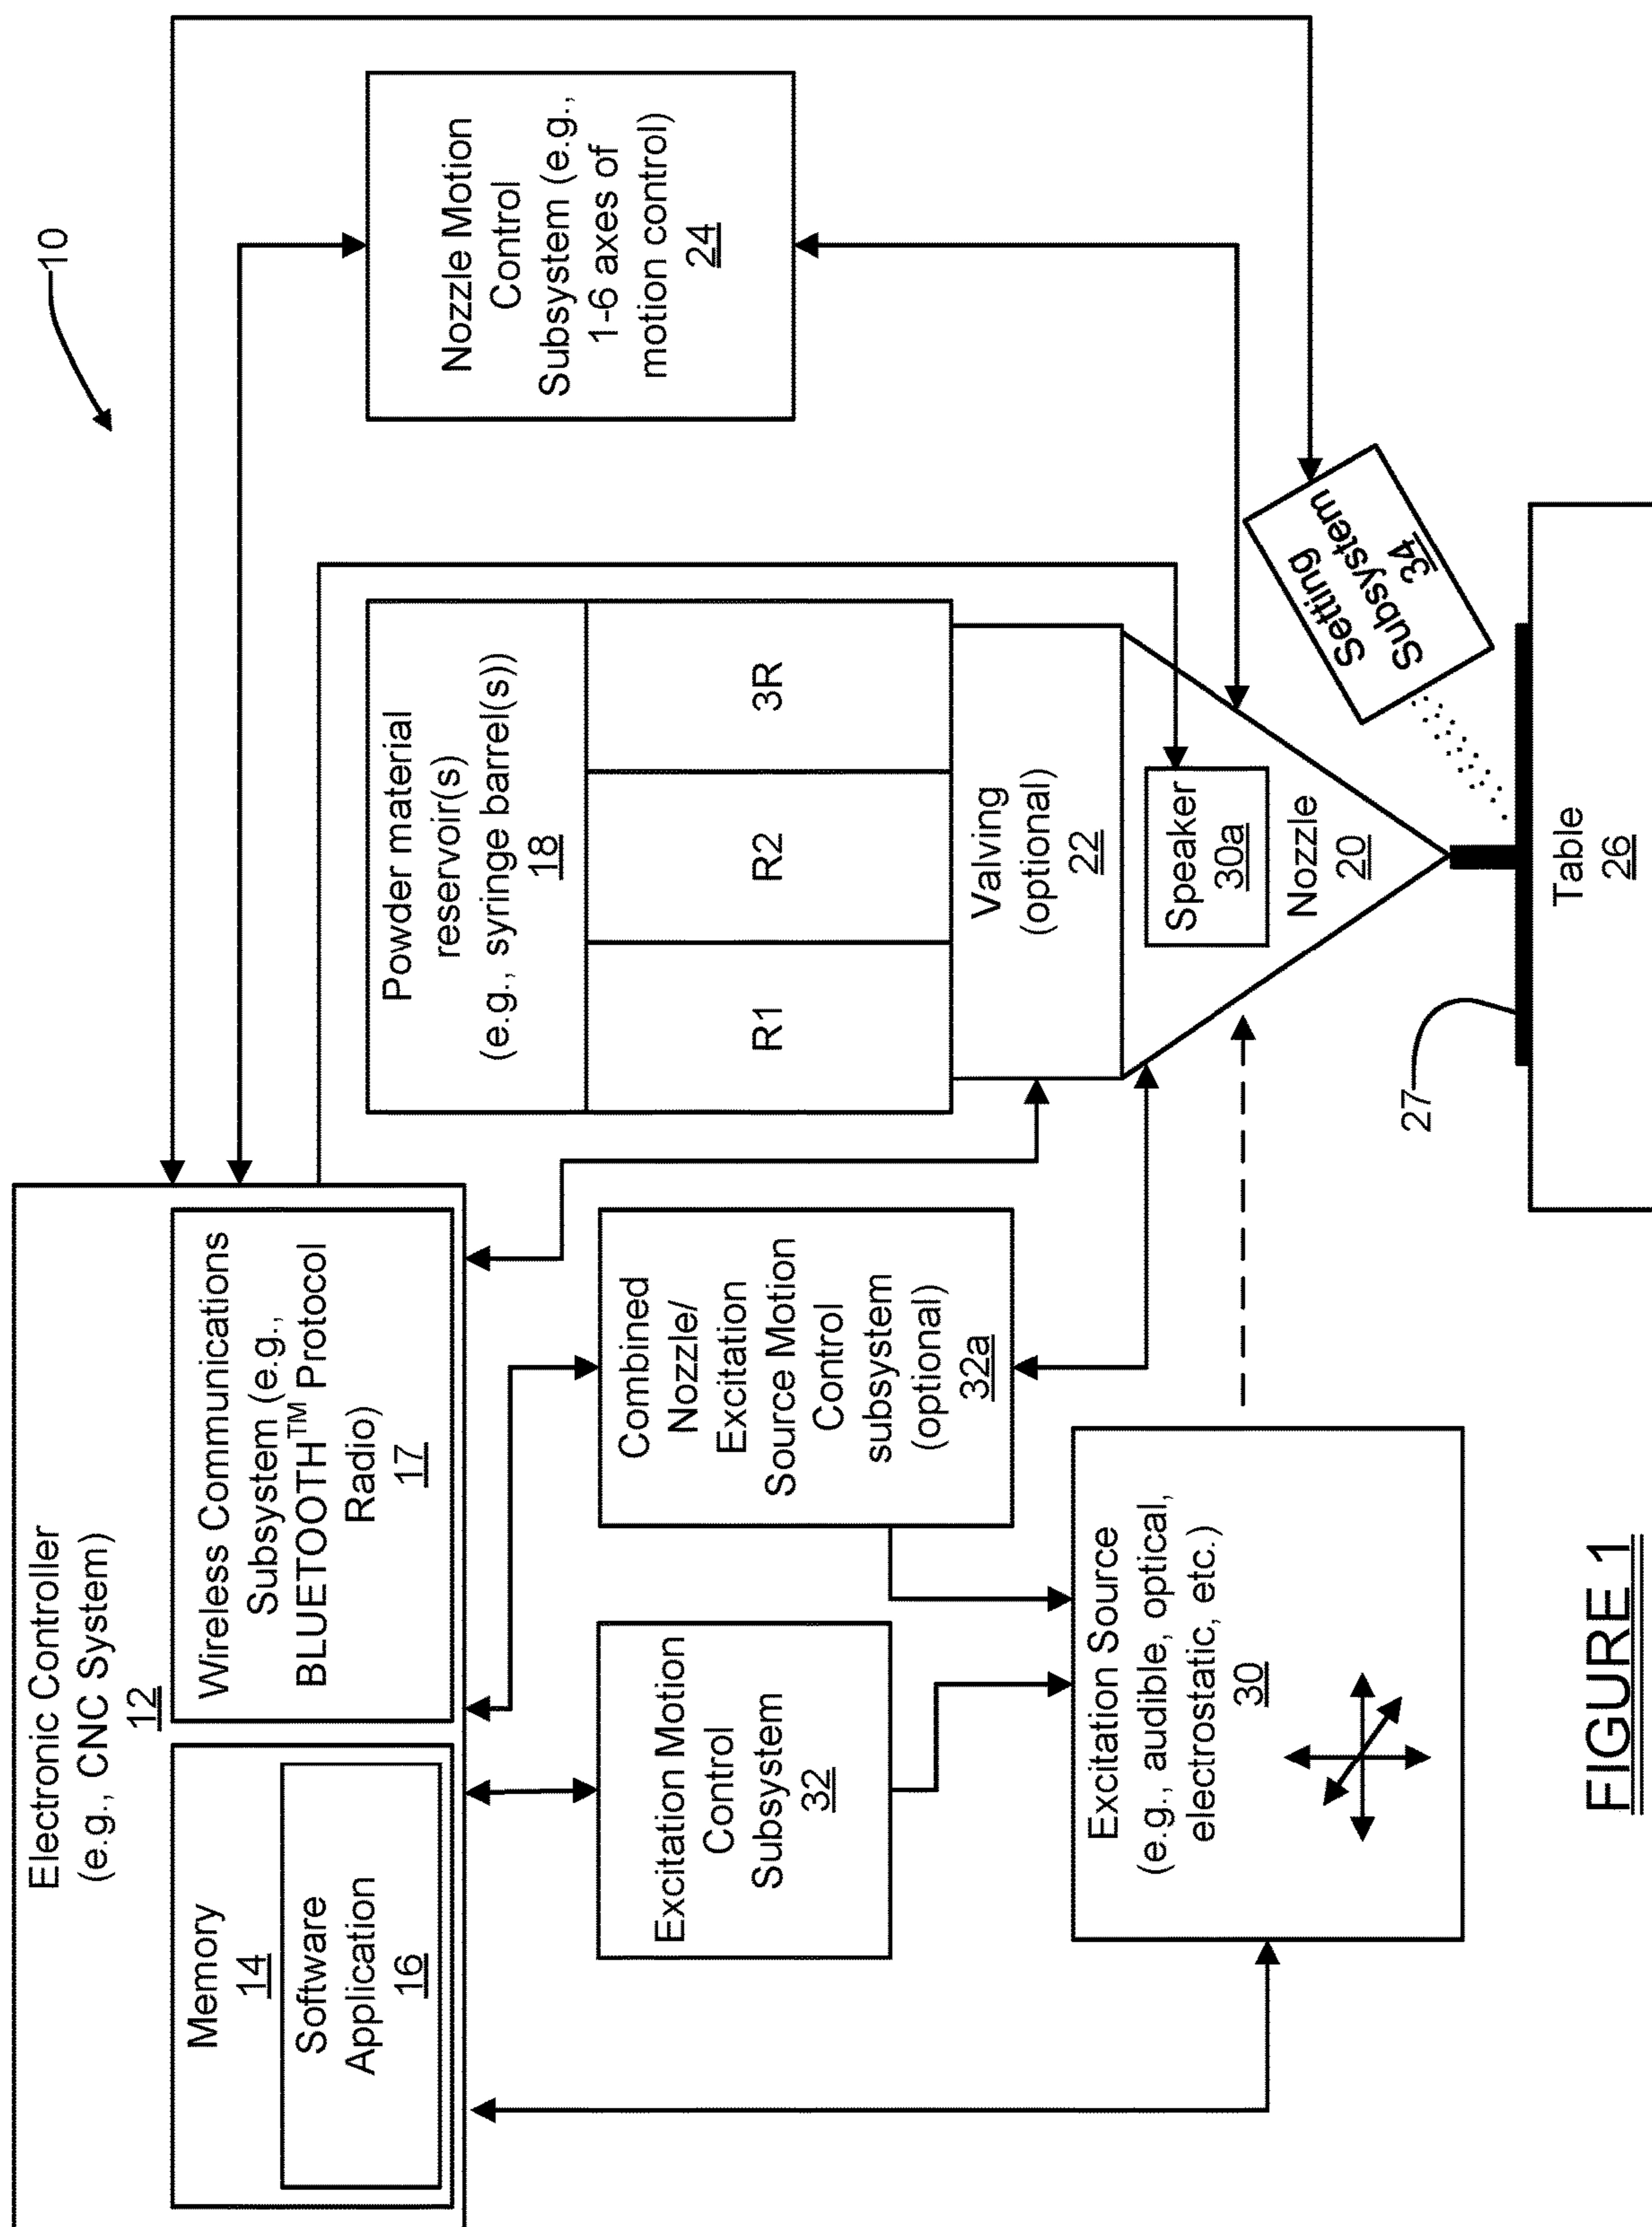 10
Electronic Controller
(e.g., CNC System)
12
Memory
14
Software
Application
16
Wireless Communications
Subsystem (e.g.,
BLUETOOTH™ Protocol
Radio)
17
Nozzle Motion
Control
Subsystem (e.g.,
1-6 axes of
motion control)
24
Powder material
reservoir(s)
(e.g., syringe barrel(s))
18
R1
R2
3R
Valving
(optional)
22
Speaker
30a
Nozzle
20
Setting
Subsystem
34
Excitation Motion
Control
Subsystem
32
Combined
Nozzle/
Excitation
Source Motion
Control
subsystem
(optional)
32a
Excitation Source
(e.g., audible, optical,
electrostatic, etc.)
30
27
Table
26
FIGURE 1